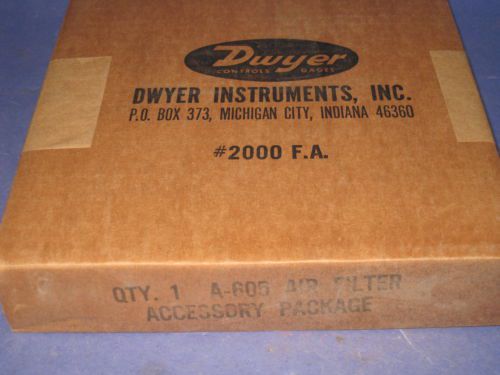 Dwyer
CONTROLS GAGES
DWYER INSTRUMENTS, INC.
P.O. BOX 373, MICHIGAN CITY, INDIANA 46360
#2000 F.A.
QTY. 1 A-605 AIR FILTER
ACCESSORY PACKAGE